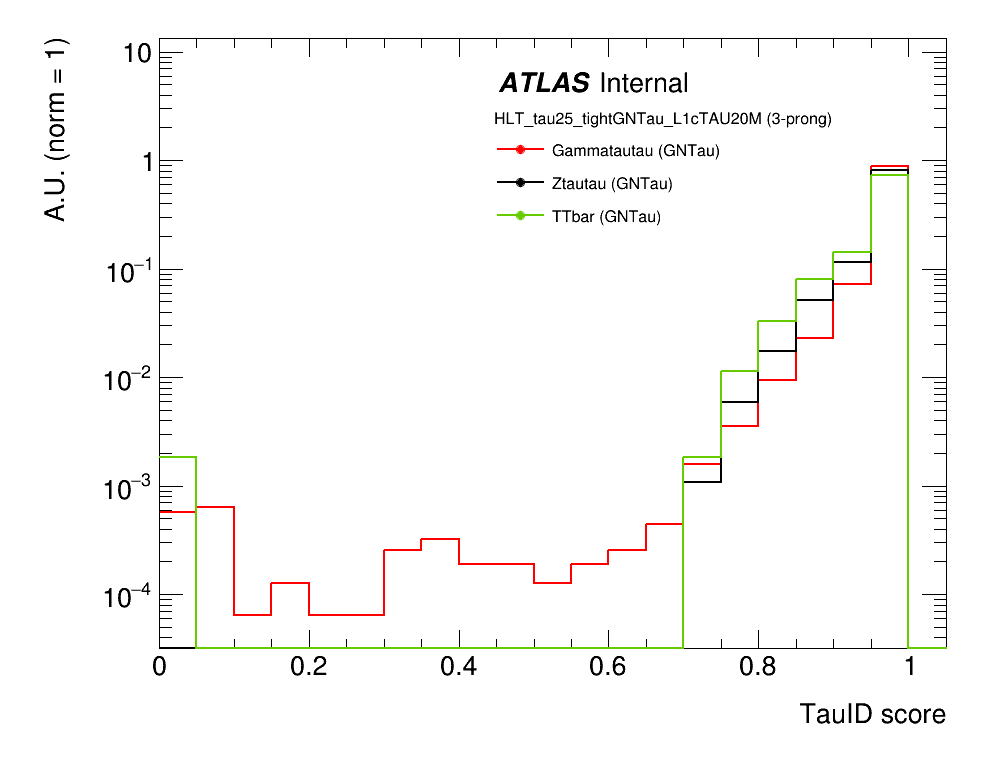 A.U. (norm = 1)
10
1
10⁻¹
10⁻²
10⁻³
10⁻⁴
ATLAS Internal
HLT_tau25_tightGNTau_L1cTAU20M (3-prong)
Gammatautau (GNTau)
Ztautau (GNTau)
TTbar (GNTau)
0 0.2 0.4 0.6 0.8 1
TauID score